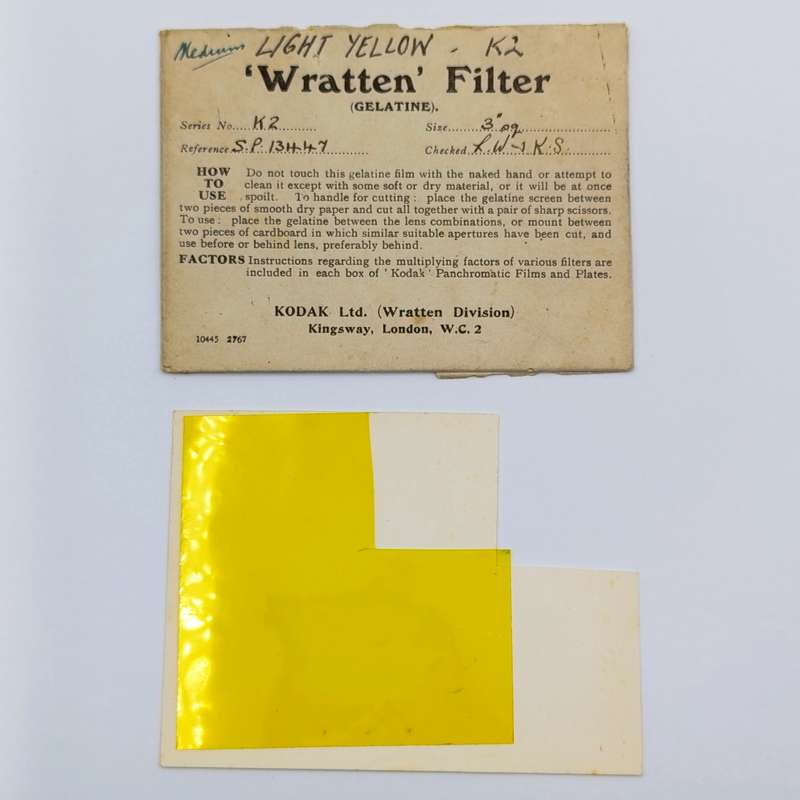 Medium LIGHT YELLOW - K2
'Wratten' Filter
(GELATINE).
Series No.....K2.......... Size........3" sq..................
Reference S.P. 13447........ Checked L.W-J K.S..........
HOW TO USE Do not touch this gelatine film with the naked hand or attempt to
clean it except with some soft or dry material, or it will be at once
spoilt. To handle for cutting: place the gelatine screen between
two pieces of smooth dry paper and cut all together with a pair of sharp scissors.
To use: place the gelatine between the lens combinations, or mount between
two pieces of cardboard in which similar suitable apertures have been cut, and
use before or behind lens, preferably behind.
FACTORS Instructions regarding the multiplying factors of various filters are
included in each box of 'Kodak' Panchromatic Films and Plates.
KODAK Ltd. (Wratten Division)
Kingsway, London, W.C. 2
10445 2767